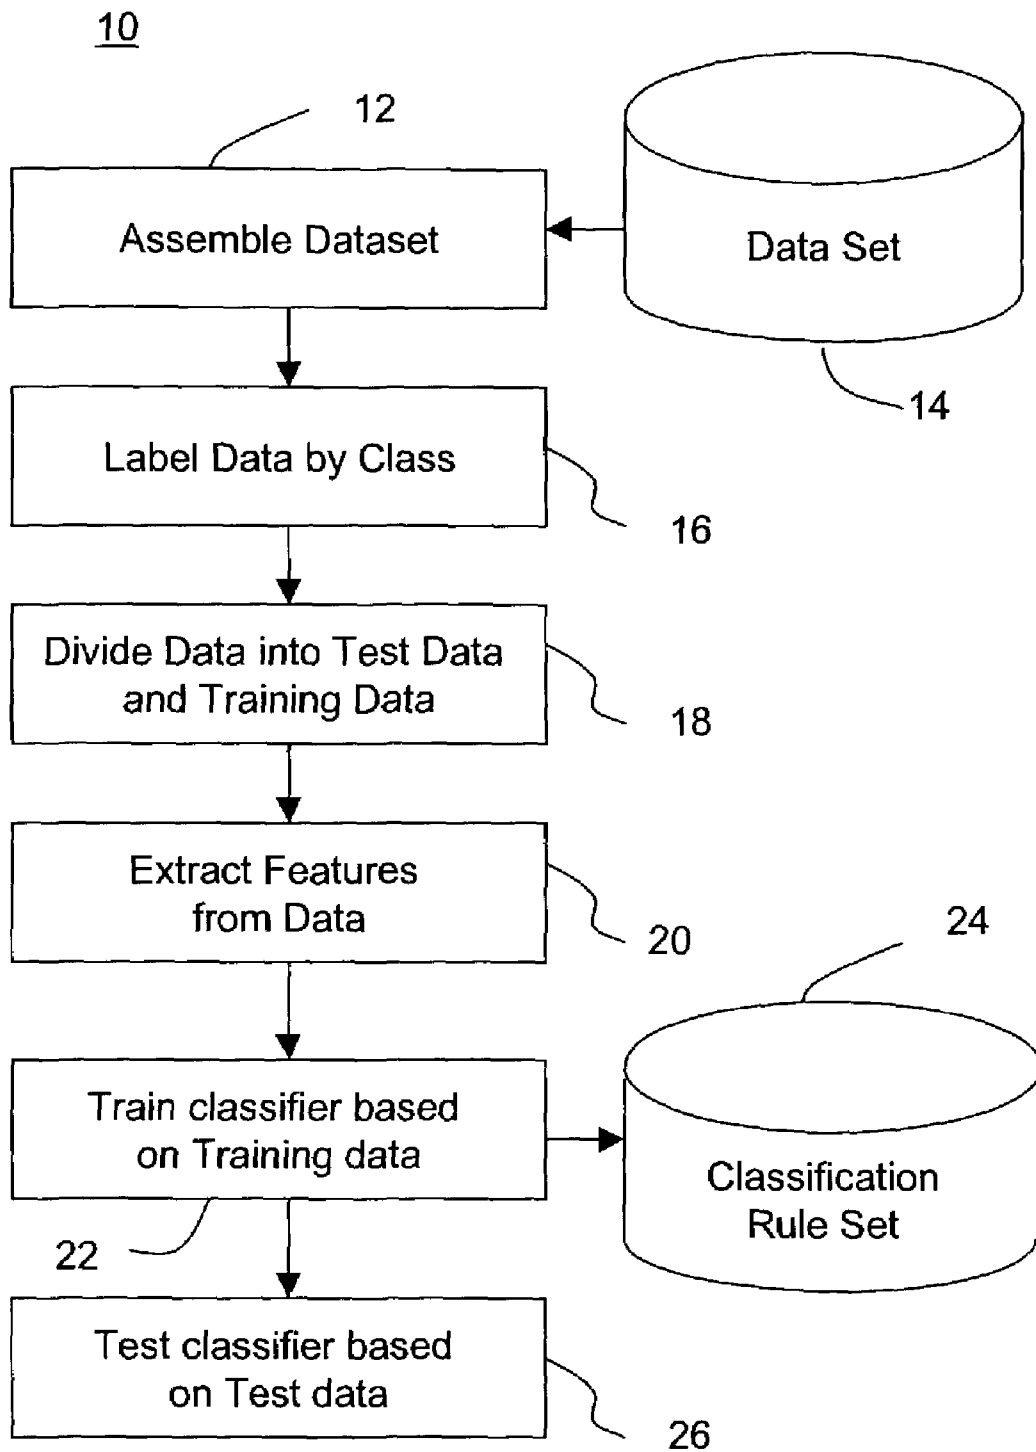 10
12
Assemble Dataset
Data Set
14
Label Data by Class
16
Divide Data into Test Data
and Training Data
18
Extract Features
from Data
20
24
Train classifier based
on Training data
Classification
Rule Set
22
Test classifier based
on Test data
26